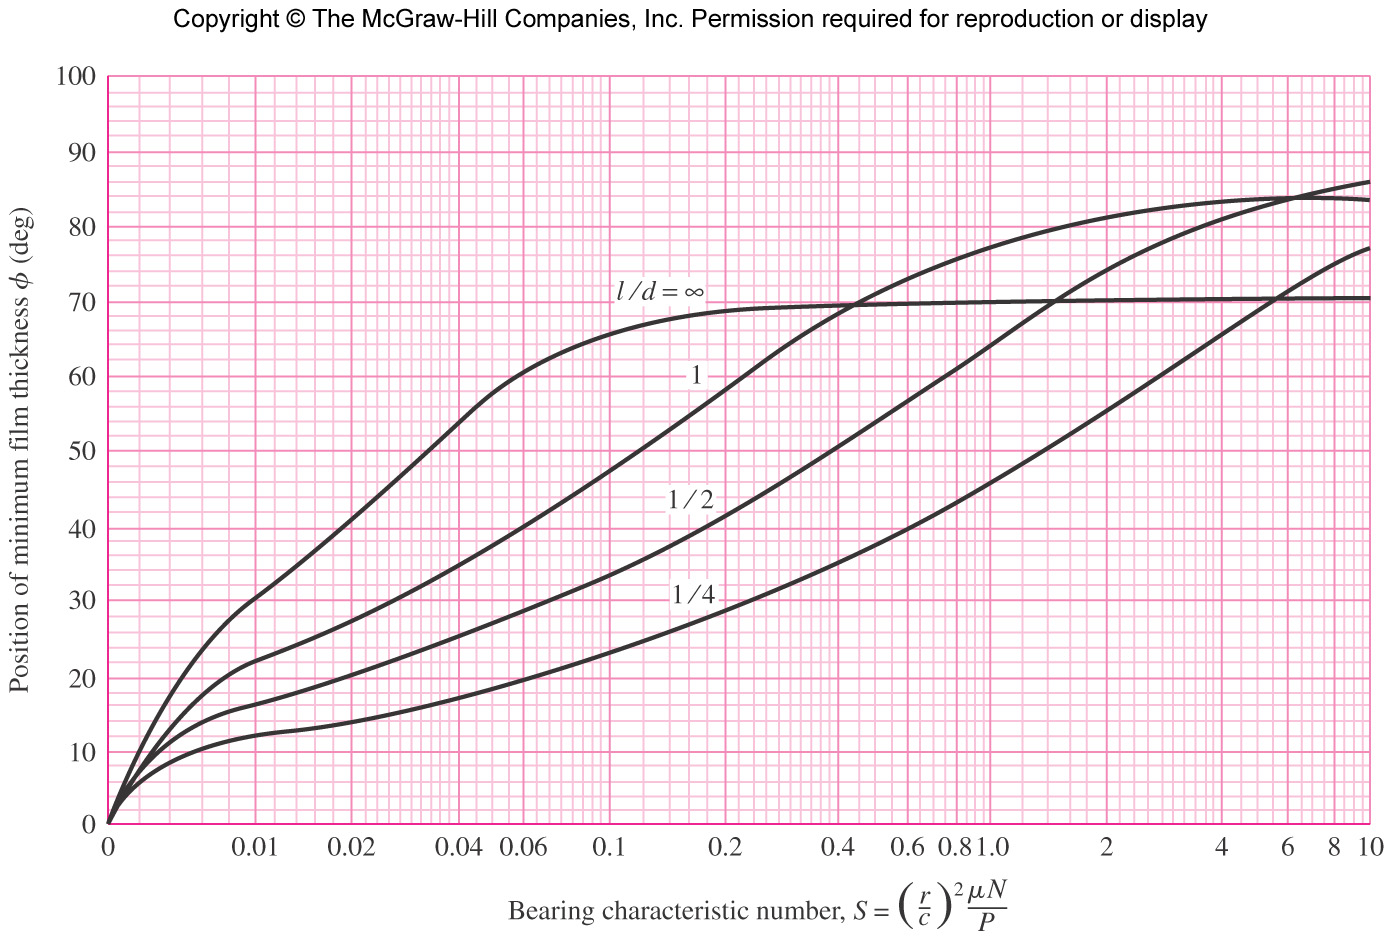 Copyright © The McGraw-Hill Companies, Inc. Permission required for reproduction or display
100
90
80
70
60
50
40
30
20
10
0
Position of minimum film thickness ϕ (deg)
l/d = ∞
1
1/2
1/4
0 0.01 0.02 0.04 0.06 0.1 0.2 0.4 0.6 0.8 1.0 2 4 6 8 10
Bearing characteristic number, S = (r/c)² μN/P